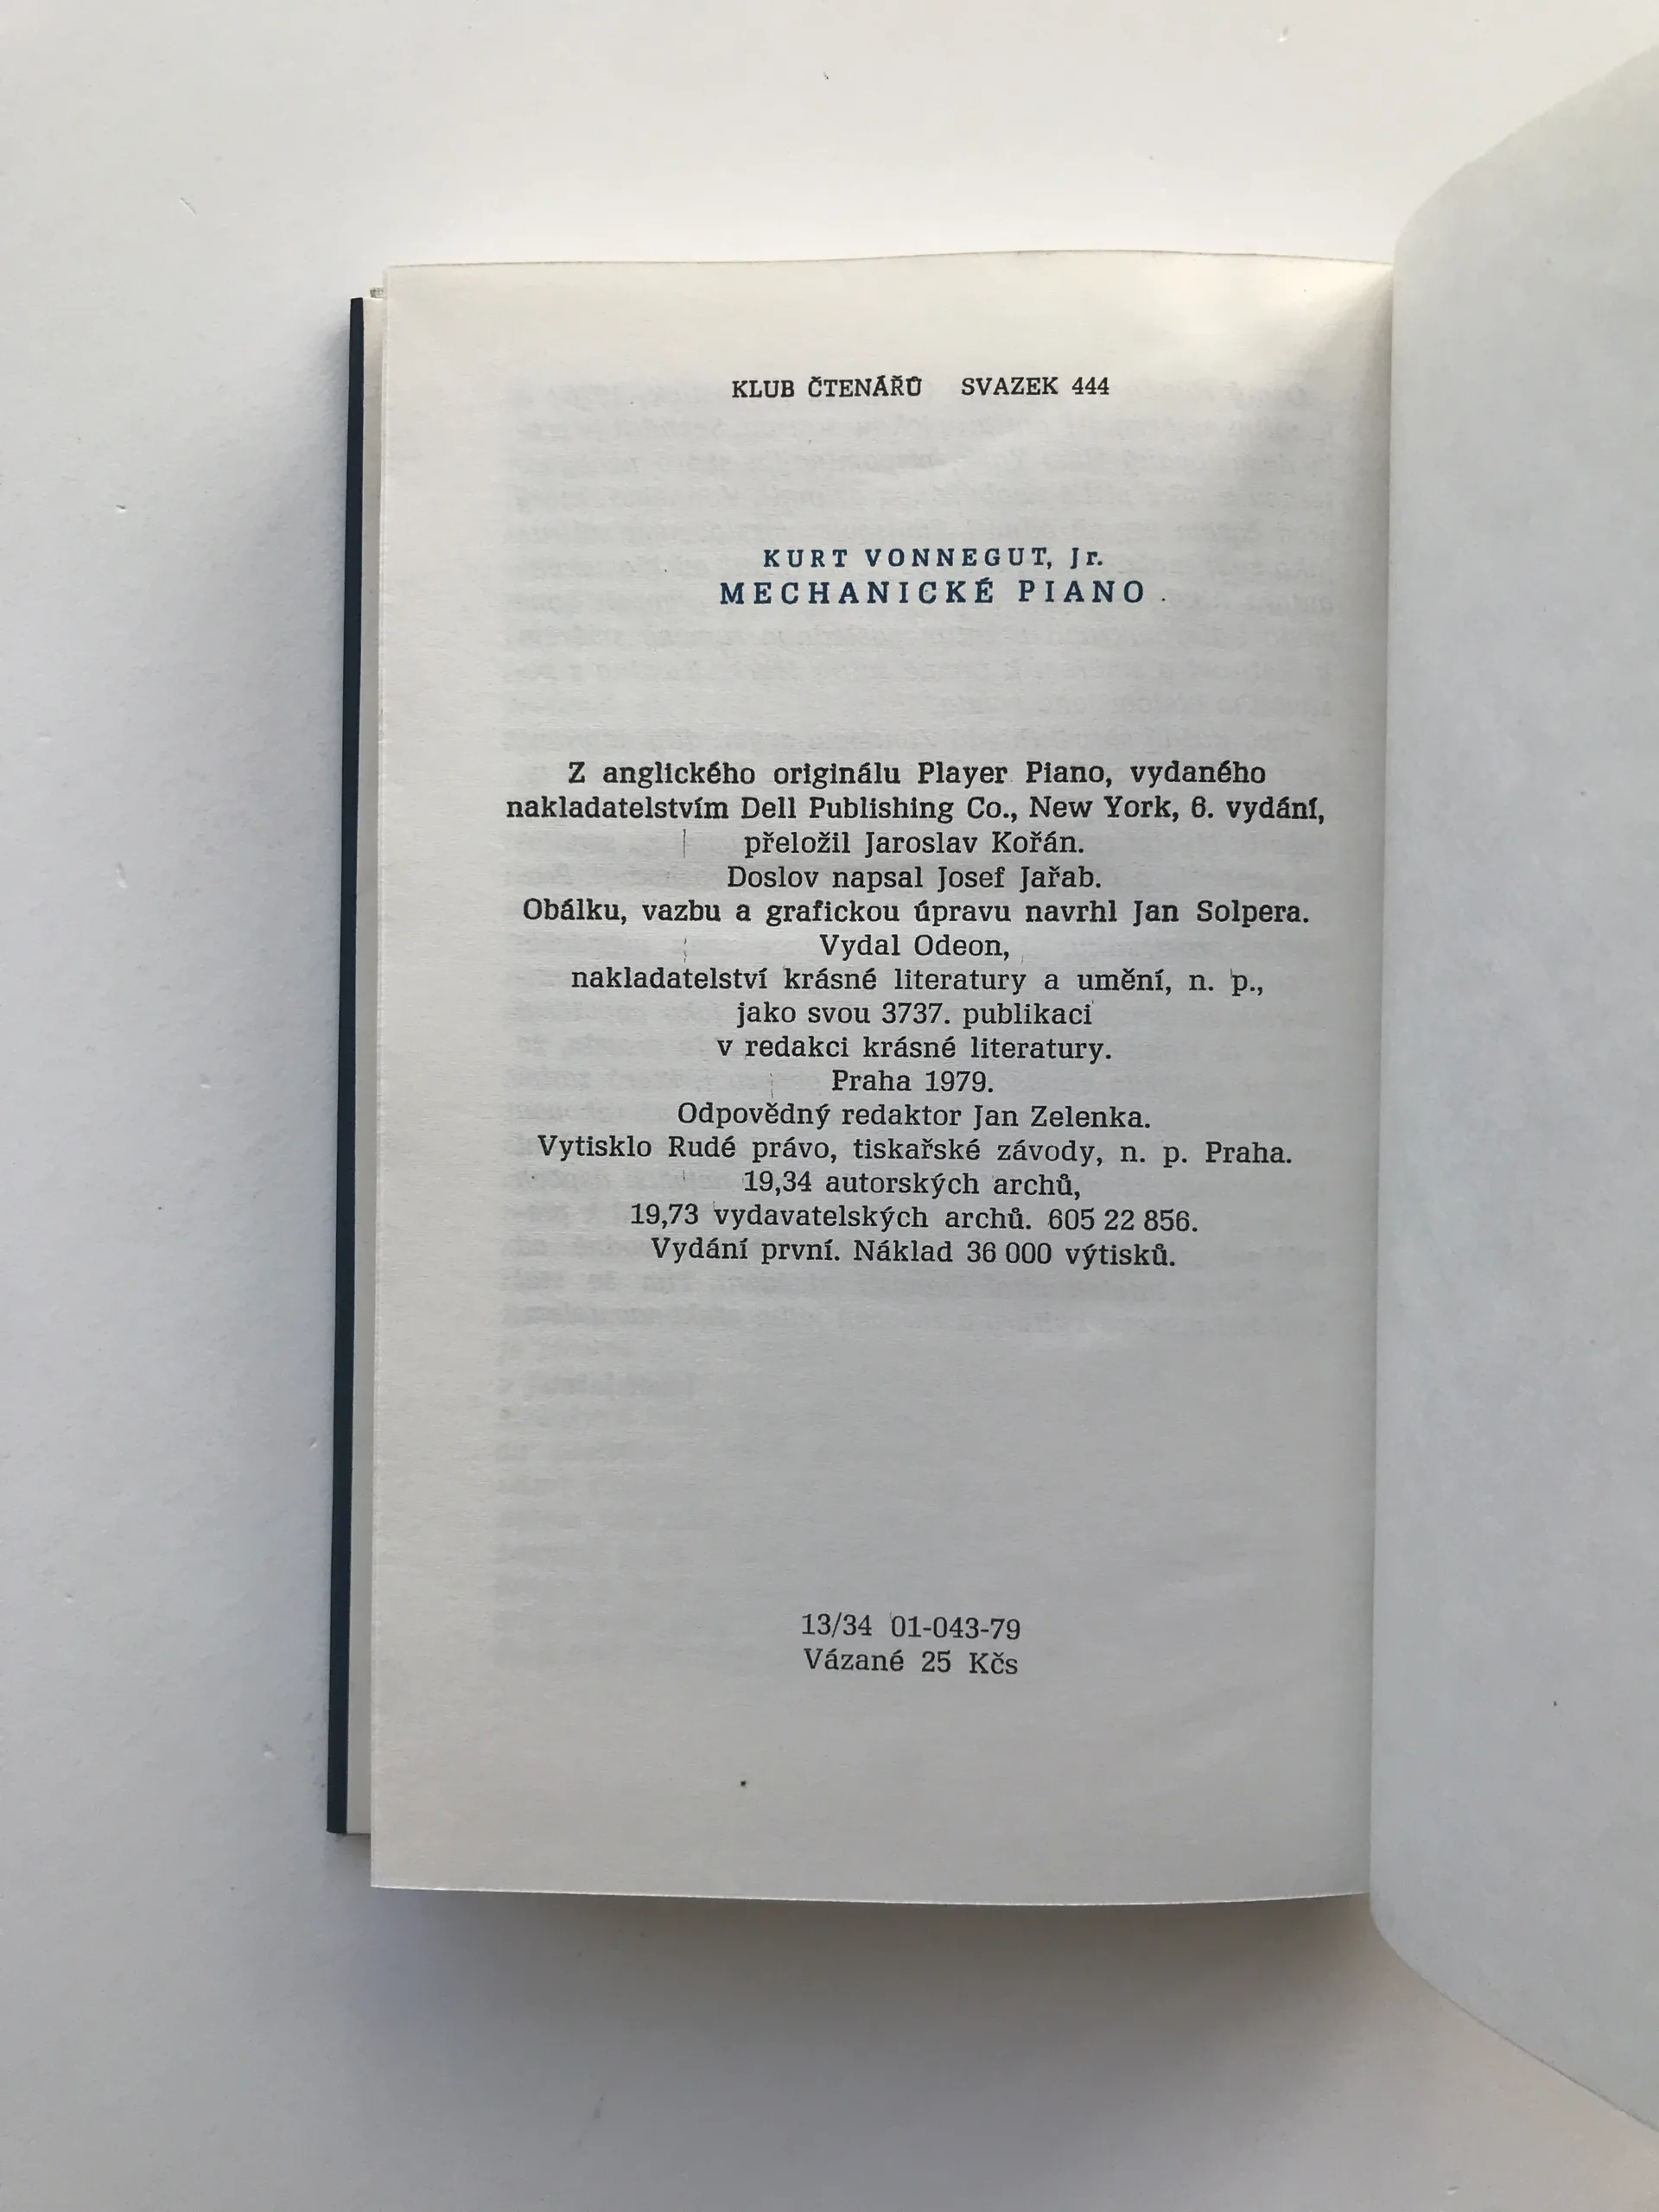 KLUB ČTENÁŘŮ SVAZEK 444
KURT VONNEGUT, Jr.
MECHANICKÉ PIANO
Z anglického originálu Player Piano, vydaného
nakladatelstvím Dell Publishing Co., New York, 6. vydání,
přeložil Jaroslav Kořán.
Doslov napsal Josef Jařab.
Obálku, vazbu a grafickou úpravu navrhl Jan Solpera.
Vydal Odeon,
nakladatelství krásné literatury a umění, n. p.,
jako svou 3737. publikaci
v redakci krásné literatury.
Praha 1979.
Odpovědný redaktor Jan Zelenka.
Vytisklo Rudé právo, tiskařské závody, n. p. Praha.
19,34 autorských archů,
19,73 vydavatelských archů. 605 22 856.
Vydání první. Náklad 36 000 výtisků.
13/34 01-043-79
Vázané 25 Kčs